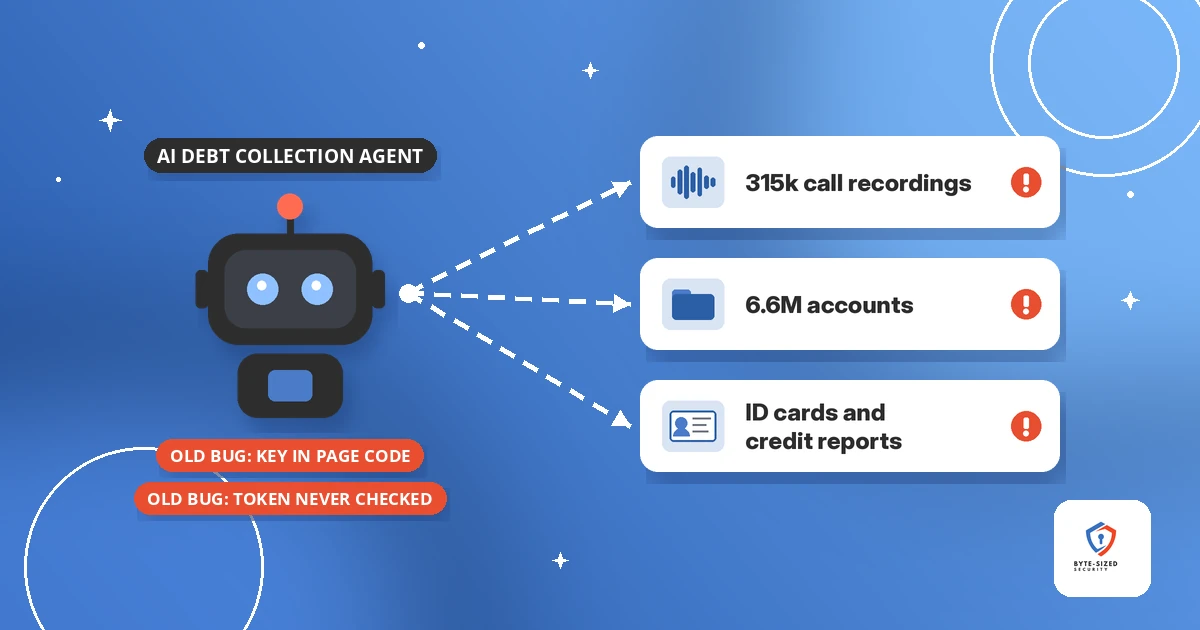 AI DEBT COLLECTION AGENT
315k call recordings
6.6M accounts
ID cards and
credit reports
OLD BUG: KEY IN PAGE CODE
OLD BUG: TOKEN NEVER CHECKED
BYTE-SIZED
SECURITY